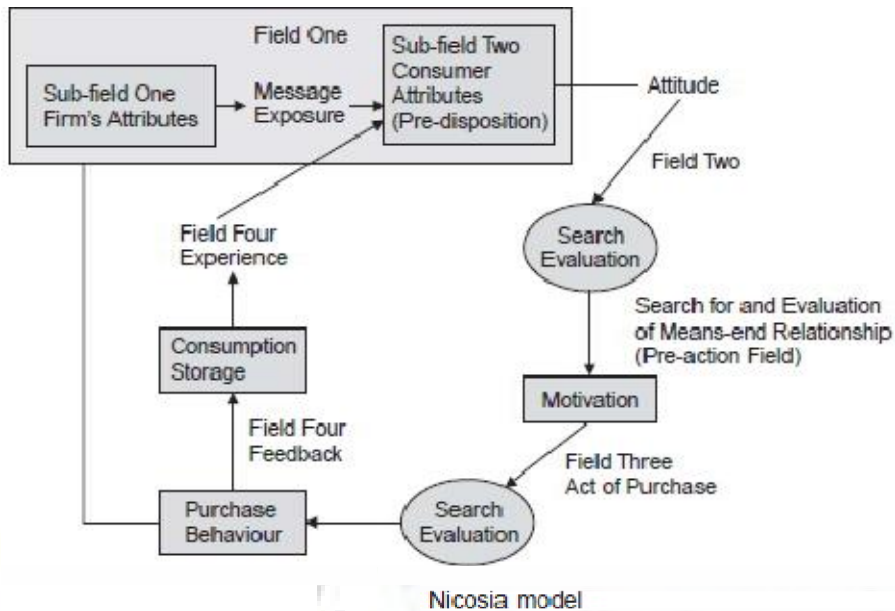 Field One
Sub-field One
Firm's Attributes
Message
Exposure
Sub-field Two
Consumer
Attributes
(Pre-disposition)
Attitude
Field Two
Search
Evaluation
Search for and Evaluation
of Means-end Relationship
(Pre-action Field)
Motivation
Field Three
Act of Purchase
Search
Evaluation
Purchase
Behaviour
Field Four
Feedback
Consumption
Storage
Field Four
Experience
Nicosia model